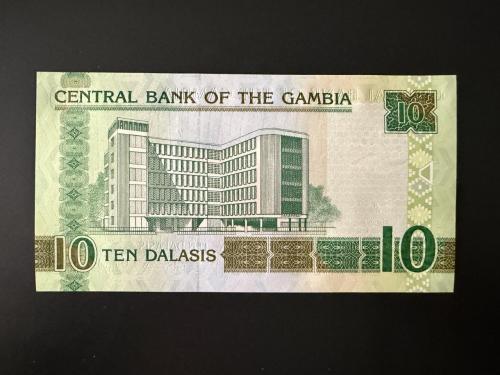 CENTRAL BANK OF THE GAMBIA
10
10 TEN DALASIS 10